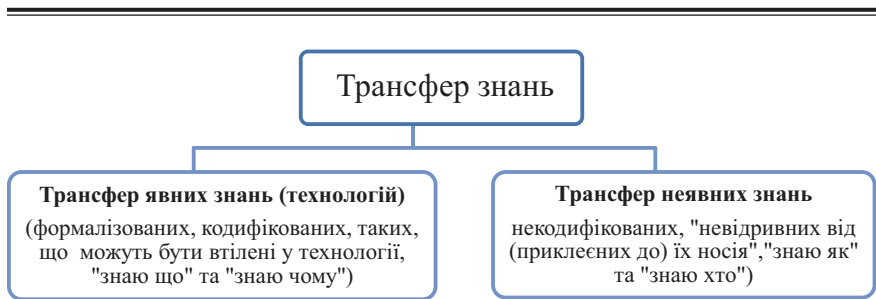 Трансфер знань
Трансфер явних знань (технологій)
(формалізованих, кодифікованих, таких,
що можуть бути втілені у технології,
"знаю що" та "знаю чому")
Трансфер неявних знань
некодифікованих, "невідривних від
(приклеєних до) їх носія","знаю як"
та "знаю хто")